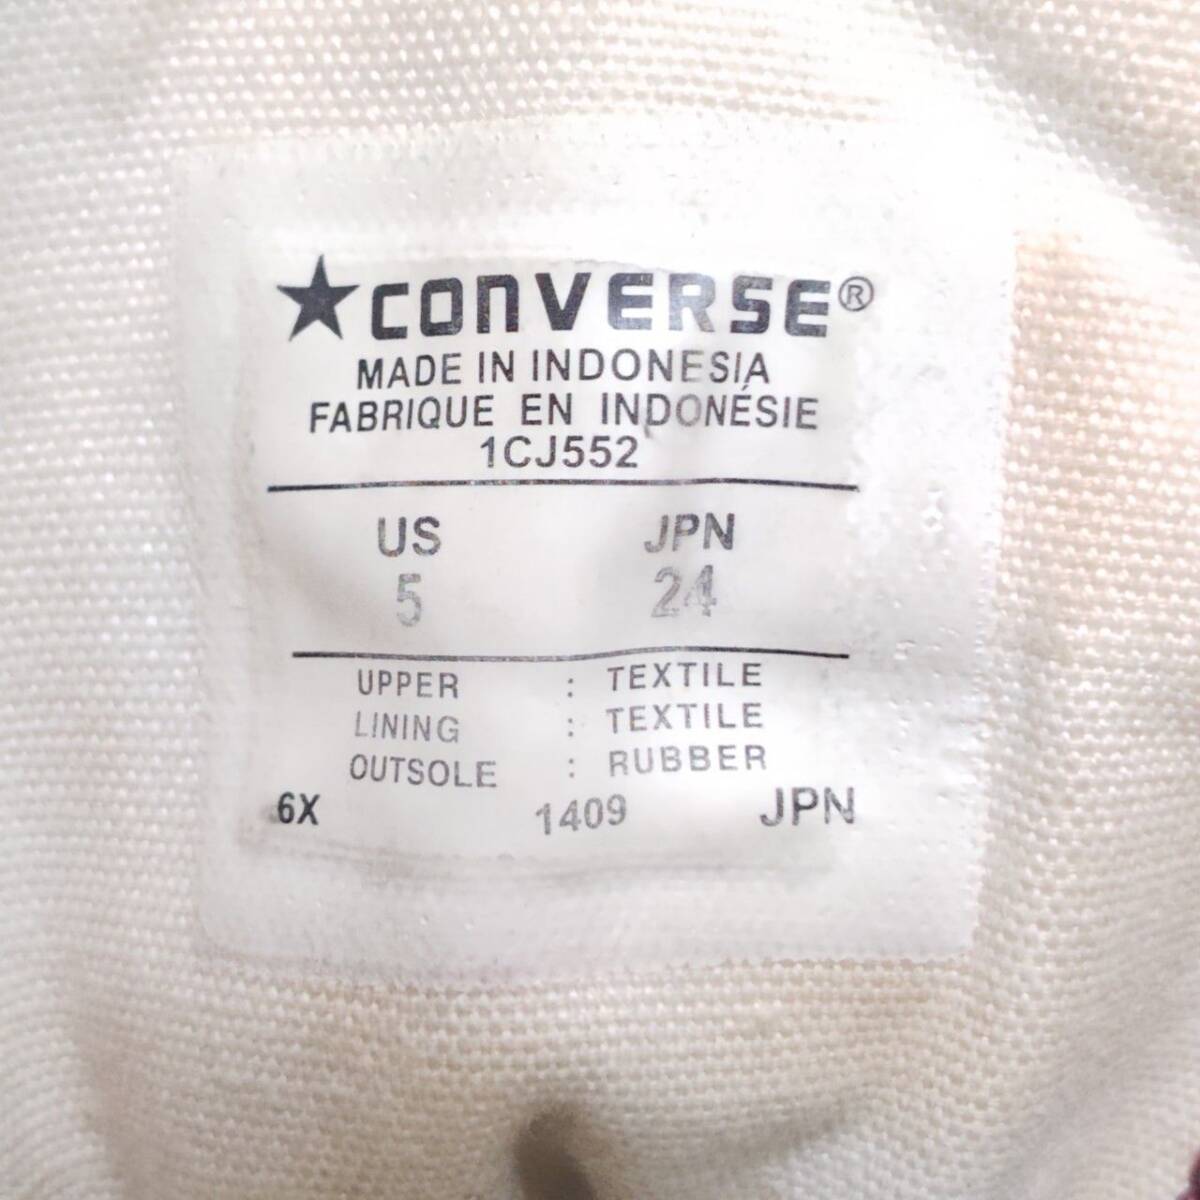 ★CONVERSE®
MADE IN INDONESIA
FABRIQUE EN INDONÉSIE
1CJ552
US JPN
5 24
UPPER : TEXTILE
LINING : TEXTILE
OUTSOLE : RUBBER
6X 1409 JPN